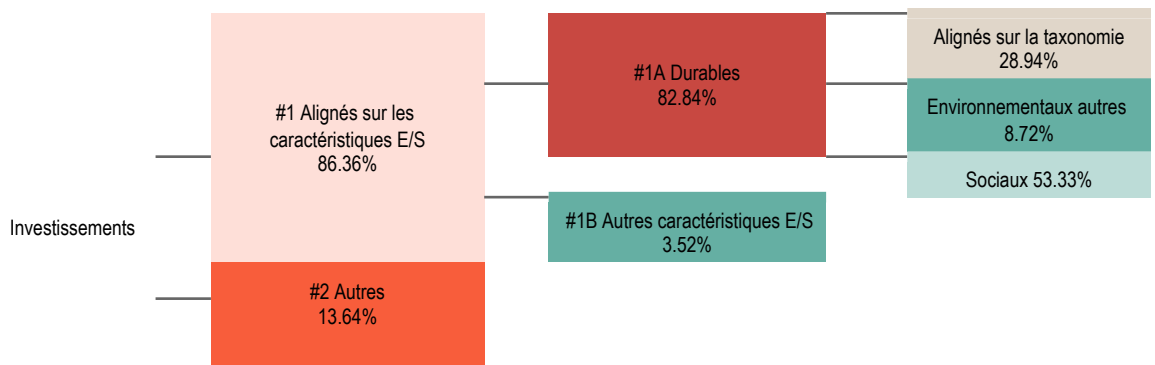 Investissements
#1 Alignés sur les
caractéristiques E/S
86.36%
#2 Autres
13.64%
#1A Durables
82.84%
#1B Autres caractéristiques E/S
3.52%
Alignés sur la taxonomie
28.94%
Environnementaux autres
8.72%
Sociaux 53.33%